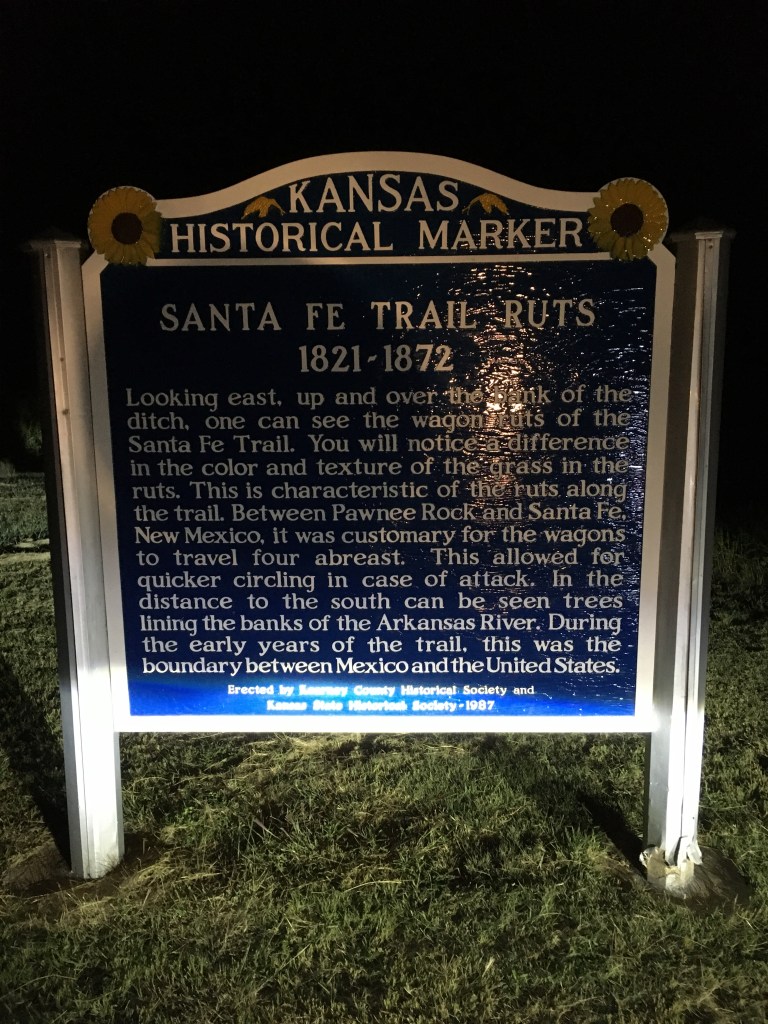 KANSAS
HISTORICAL MARKER
SANTA FE TRAIL RUTS
1821-1872
Looking east, up and over the bank of the
ditch, one can see the wagon ruts of the
Santa Fe Trail. You will notice a difference
in the color and texture of the grass in the
ruts. This is characteristic of the ruts along
the trail. Between Pawnee Rock and Santa Fe,
New Mexico, it was customary for the wagons
to travel four abreast. This allowed for
quicker circling in case of attack. In the
distance to the south can be seen trees
lining the banks of the Arkansas River. During
the early years of the trail, this was the
boundary between Mexico and the United States.
Erected by Kearney County Historical Society and
Kansas State Historical Society-1987